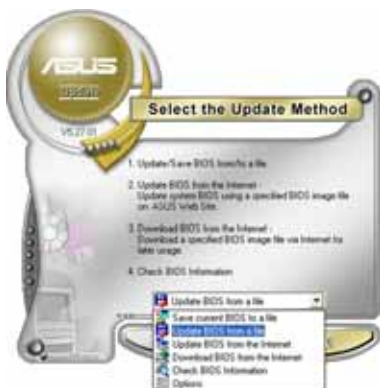 ASUS
Update
V5.27.01
Select the Update Method
1. Update/Save BIOS from/to a file
2. Update BIOS from the Internet -
Update system BIOS using a specified BIOS image file
on ASUS Web Site.
3. Download BIOS from the Internet -
Download a specified BIOS image file via Internet for
later usage.
4. Check BIOS Information
Update BIOS from a file
Save current BIOS to a file
Update BIOS from a file
Update BIOS from the Internet
Download BIOS from the Internet
Check BIOS Information
Options